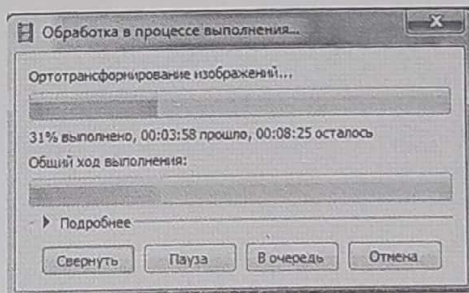 Обработка в процессе выполнения...
Ортотрансформирование изображений...
31% выполнено, 00:03:58 прошло, 00:08:25 осталось
Общий ход выполнения:
Подробнее
Свернуть Пауза В очередь Отмена